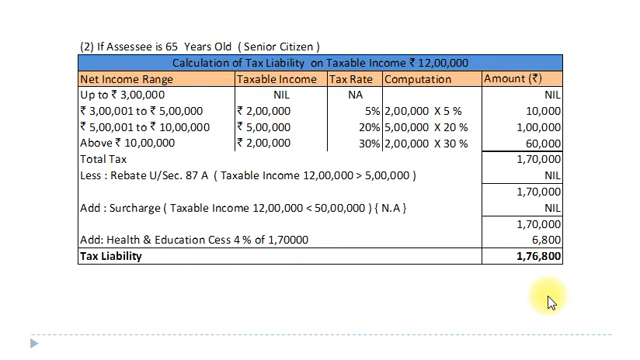 (2) If Assessee is 65 Years Old ( Senior Citizen )
Calculation of Tax Liability on Taxable Income ₹ 12,00,000
Net Income Range Taxable Income Tax Rate Computation Amount (₹)
Up to ₹ 3,00,000 NIL NA NIL
₹ 3,00,001 to ₹ 5,00,000 ₹ 2,00,000 5% 2,00,000 X 5 % 10,000
₹ 5,00,001 to ₹ 10,00,000 ₹ 5,00,000 20% 5,00,000 X 20 % 1,00,000
Above ₹ 10,00,000 ₹ 2,00,000 30% 2,00,000 X 30 % 60,000
Total Tax 1,70,000
Less : Rebate U/Sec. 87 A ( Taxable Income 12,00,000 > 5,00,000 ) NIL
1,70,000
Add : Surcharge ( Taxable Income 12,00,000 < 50,00,000 ) { N.A } NIL
1,70,000
Add: Health & Education Cess 4 % of 1,70000 6,800
Tax Liability 1,76,800